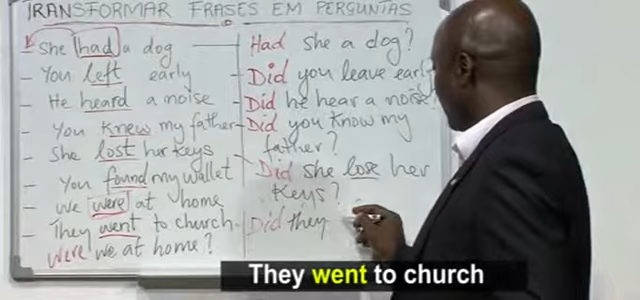 TRANSFORMAR FRASES EM PERGUNTAS
She had a dog
You left early
He heard a noise
You knew my father
She lost her keys
You found my wallet
We were at home
They went to church
Were we at home?
Had she a dog?
Did you leave early
Did he hear a noise?
Did you know my
father?
Did she lose her
keys?
Did they
They went to church